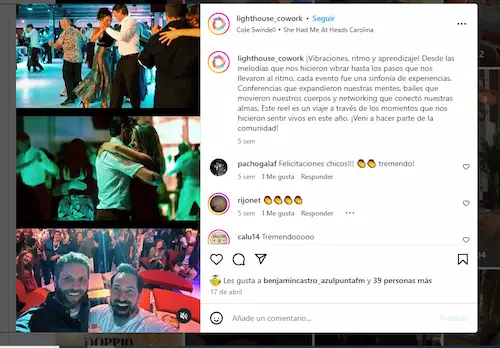 lighthouse_cowork • Seguir
Cole Swindell • She Had Me At Heads Carolina
lighthouse_cowork ¡Vibraciones. ritmo y aprendizaje! Desde las
melodías que nos hicieron vibrar hasta los pasos que nos
llevaron al ritmo. cada evento fue una sinfonía de experiencias.
Conferencias que expandieron nuestras mentes, bailes que
movieron nuestros cuerpos y networking que conectó nuestras
almas. Este reel es un viaje a través de los momentos que nos
hicieron sentir vivos en este año. ¡Vení a hacer parte de la
comunidad!
5 sem
pachogalaf Felicitaciones chicos!!! 👏👏 tremendo!
5 sem 1 Me gusta Responder
rijonet 👏👏👏👏
5 sem 1 Me gusta Responder •••
calu14 Tremendooooo
Les gusta a benjamincastro_azulpuntafm y 39 personas más
17 de abril
Añade un comentario...
Publicar